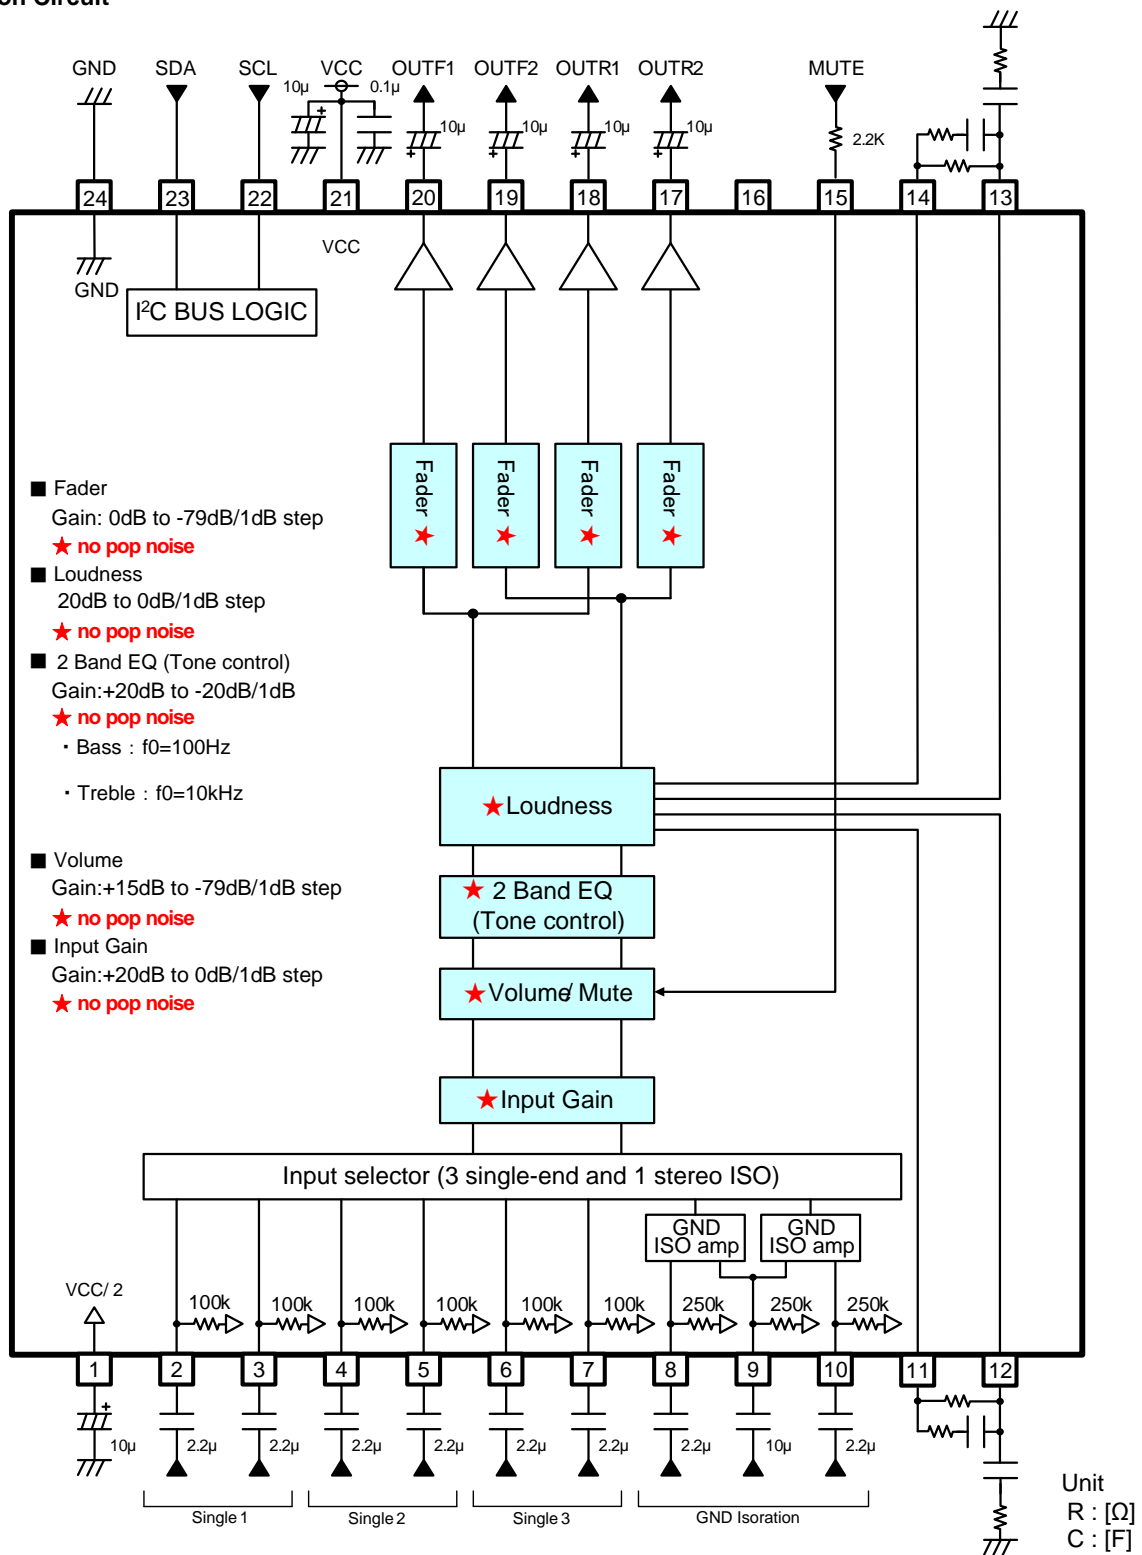 on Circuit
GND SDA SCL VCC OUTF1 OUTF2 OUTR1 OUTR2 MUTE
10μ 0.1μ 10μ 10μ 10μ 10μ 2.2K
24 23 22 21 20 19 18 17 16 15 14 13
VCC
GND
I²C BUS LOGIC
Fader ★ Fader ★ Fader ★ Fader ★
■ Fader
Gain: 0dB to -79dB/1dB step
★ no pop noise
■ Loudness
20dB to 0dB/1dB step
★ no pop noise
■ 2 Band EQ (Tone control)
Gain:+20dB to -20dB/1dB
★ no pop noise
・Bass : f0=100Hz
・Treble : f0=10kHz
■ Volume
Gain:+15dB to -79dB/1dB step
★ no pop noise
■ Input Gain
Gain:+20dB to 0dB/1dB step
★ no pop noise
★Loudness
★ 2 Band EQ
(Tone control)
★Volume/ Mute
★Input Gain
Input selector (3 single-end and 1 stereo ISO)
GND GND
ISO amp ISO amp
VCC/ 2
100k 100k 100k 100k 100k 100k 250k 250k 250k
1 2 3 4 5 6 7 8 9 10 11 12
10μ 2.2μ 2.2μ 2.2μ 2.2μ 2.2μ 2.2μ 2.2μ 10μ 2.2μ
Single 1 Single 2 Single 3 GND Isoration
Unit
R : [Ω]
C : [F]